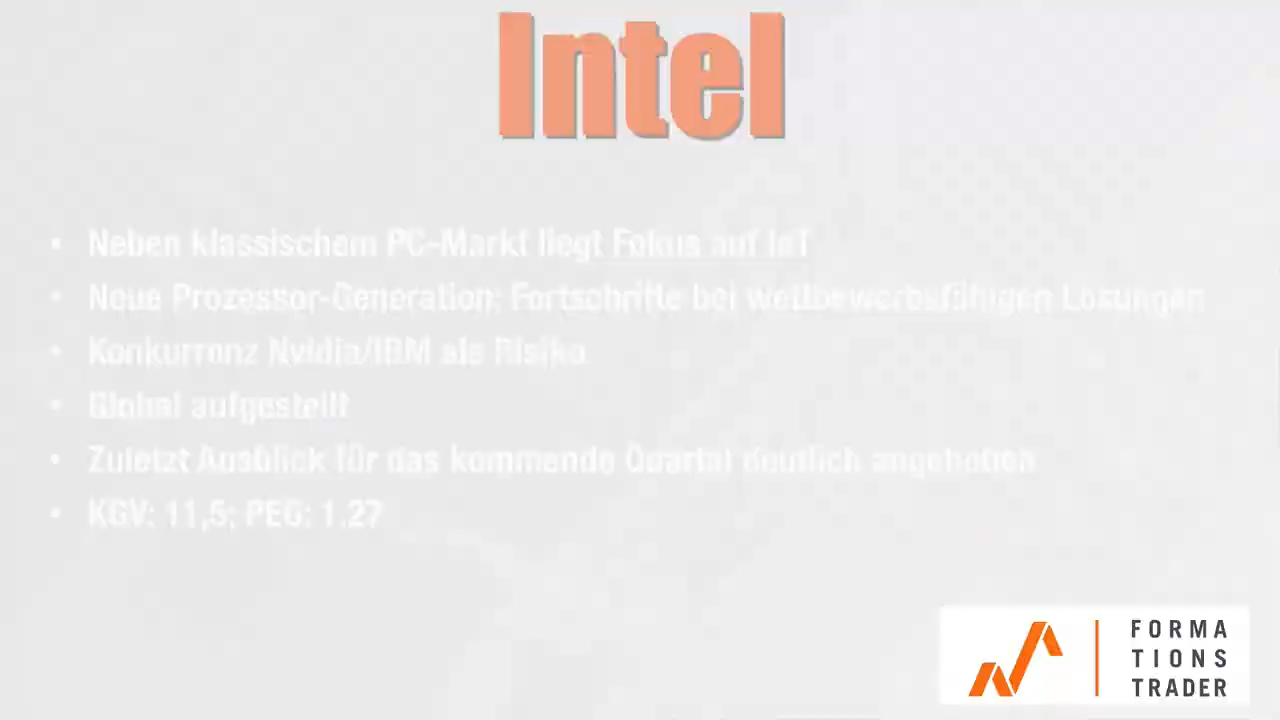 Intel
• Neben klassischem PC-Markt liegt Fokus auf IoT
• Neue Prozessor-Generation: Fortschritte bei wettbewerbsfähigen Lösungen
• Konkurrenz Nvidia/IBM als Risiko
• Global aufgestellt
• Zuletzt Ausblick für das kommende Quartal deutlich angehoben
• KGV: 11,5; PEG: 1.27
FORMA
TIONS
TRADER